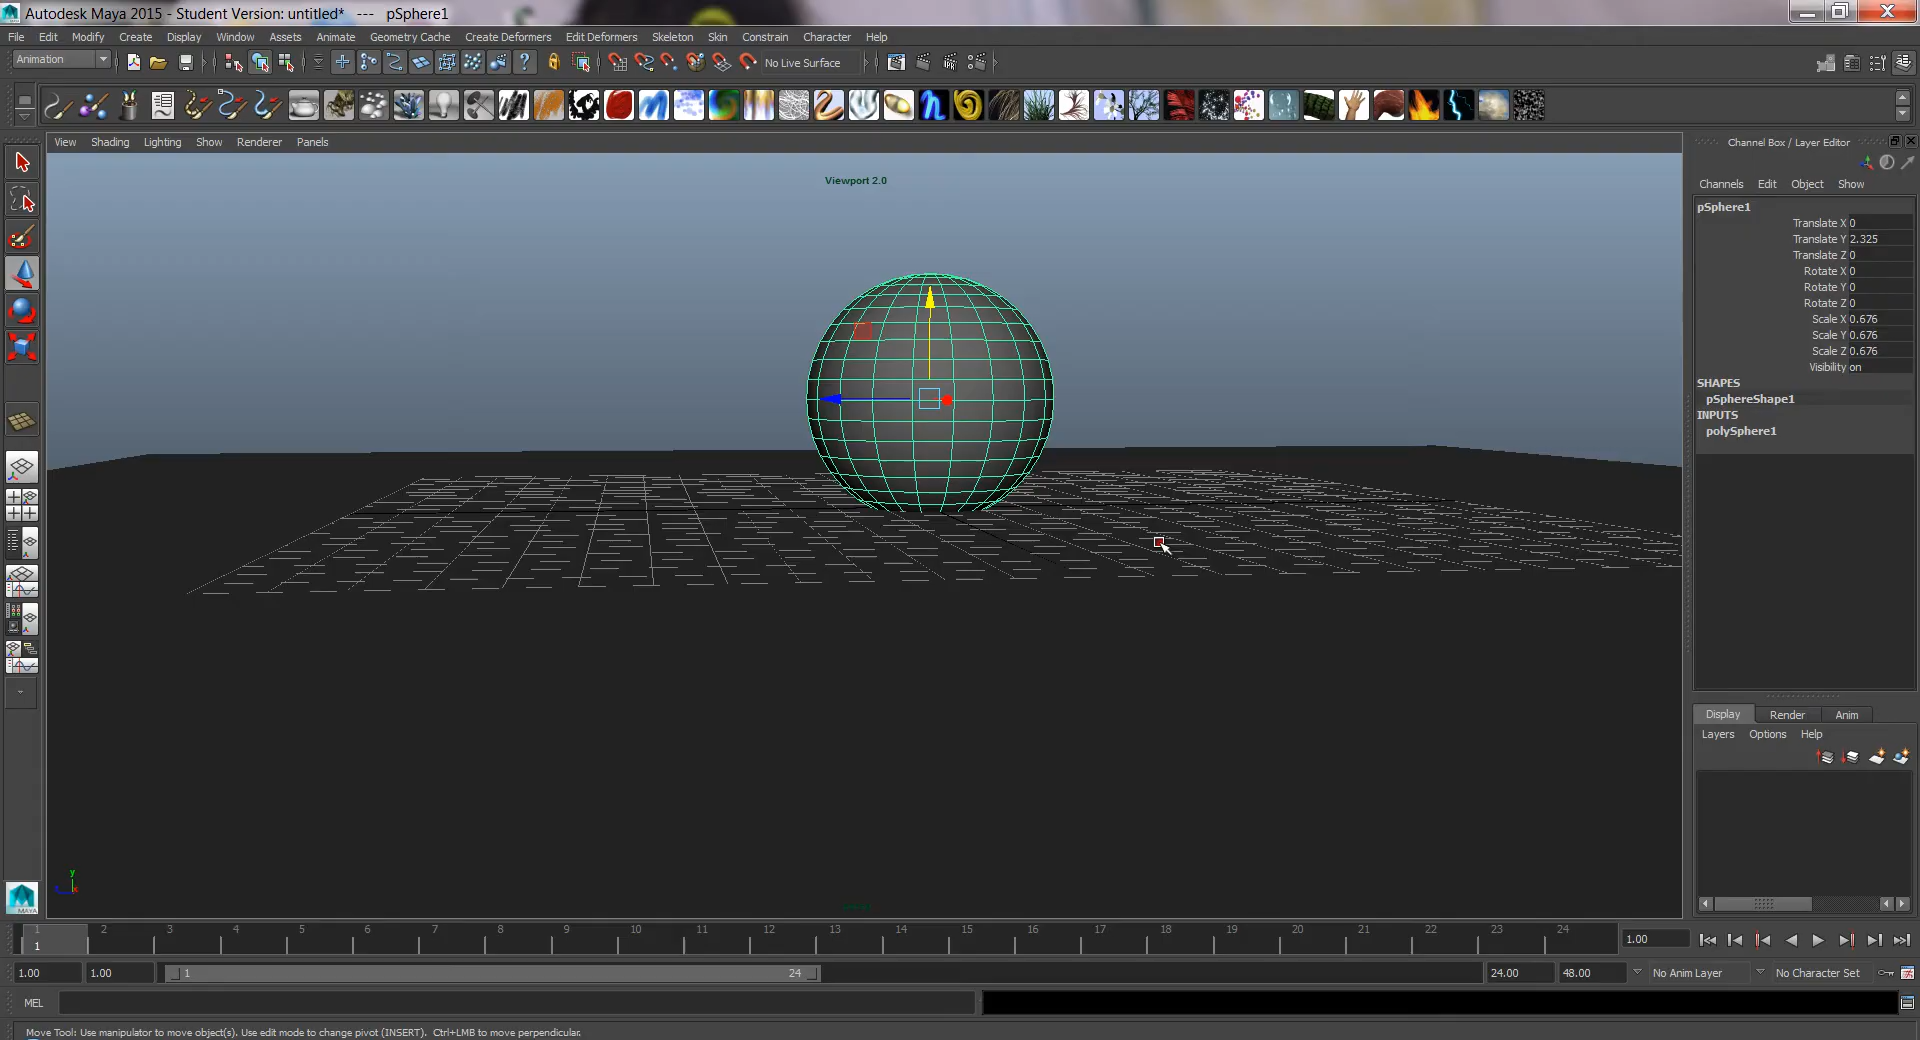 Autodesk Maya 2015 - Student Version: untitled*   ---   pSphere1
File Edit Modify Create Display Window Assets Animate Geometry Cache Create Deformers Edit Deformers Skeleton Skin Constrain Character Help
Animation
No Live Surface
View Shading Lighting Show Renderer Panels
Viewport 2.0
Channel Box / Layer Editor
Channels Edit Object Show
pSphere1
Translate X 0
Translate Y 2.325
Translate Z 0
Rotate X 0
Rotate Y 0
Rotate Z 0
Scale X 0.676
Scale Y 0.676
Scale Z 0.676
Visibility on
SHAPES
pSphereShape1
INPUTS
polySphere1
Display Render Anim
Layers Options Help
y
x
MAYA
1 2 3 4 5 6 7 8 9 10 11 12 13 14 15 16 17 18 19 20 21 22 23 24
1
1.00
1.00 1.00 1 24 24.00 48.00 No Anim Layer No Character Set
MEL
Move Tool: Use manipulator to move object(s). Use edit mode to change pivot (INSERT). Ctrl+LMB to move perpendicular.